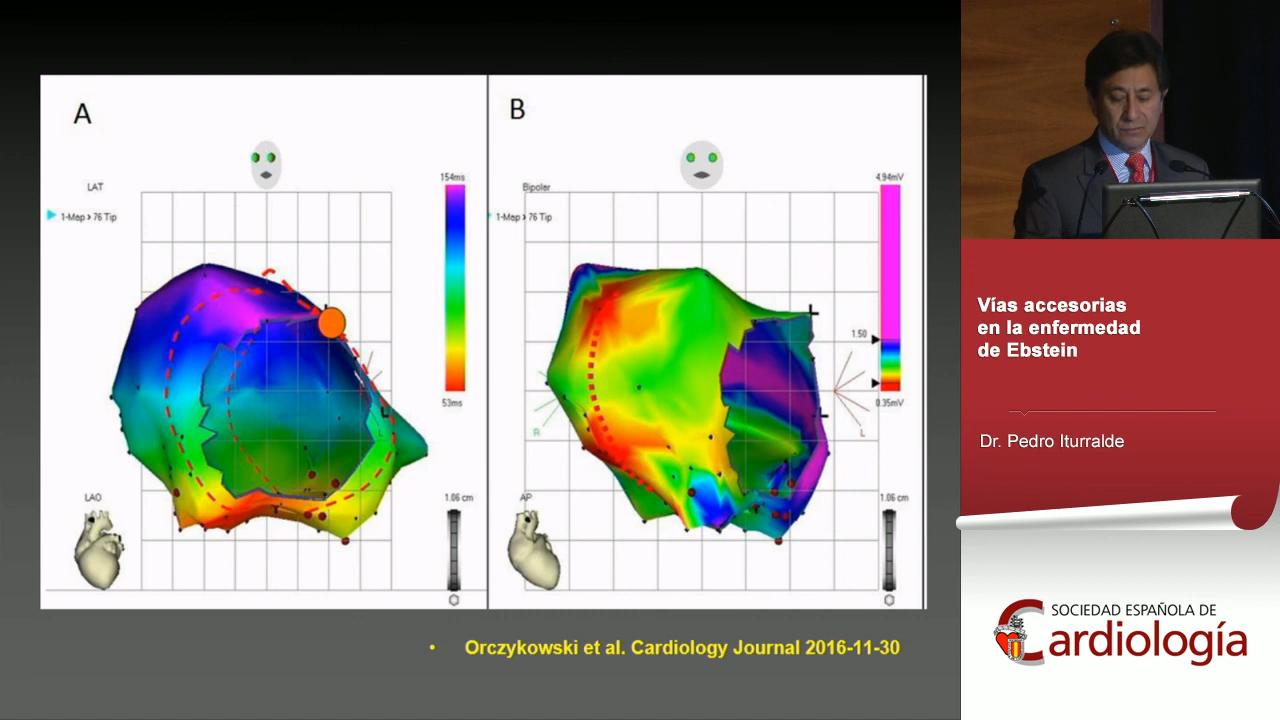 A
B
LAT
154ms
1-Map > 76 Tip
53ms
LAO
1.06 cm
Bipolar
4.94mV
1-Map > 76 Tip
1.50
0.35mV
R
L
L
AP
1.06 cm
• Orczykowski et al. Cardiology Journal 2016-11-30
Vías accesorias
en la enfermedad
de Ebstein
Dr. Pedro Iturralde
SOCIEDAD ESPAÑOLA DE
Cardiología